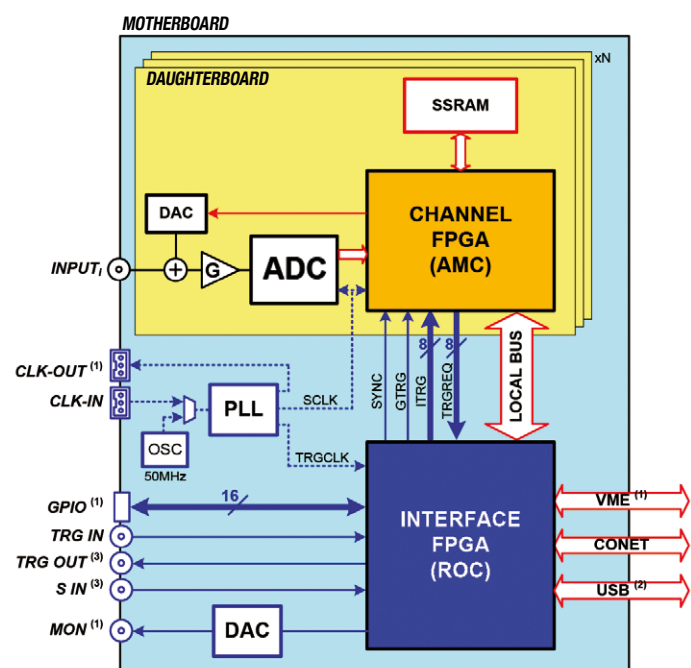 MOTHERBOARD
xN
DAUGHTERBOARD
SSRAM
DAC
CHANNEL
FPGA
(AMC)
INPUTi
+
G
ADC
CLK-OUT (1)
CLK-IN
PLL
SCLK
OSC
50MHz
TRGCLK
SYNC
GTRG
ITRG
8
TRGREQ
8
LOCAL BUS
GPIO (1)
16
TRG IN
TRG OUT (3)
S IN (3)
MON (1)
DAC
INTERFACE
FPGA
(ROC)
VME (1)
CONET
USB (2)